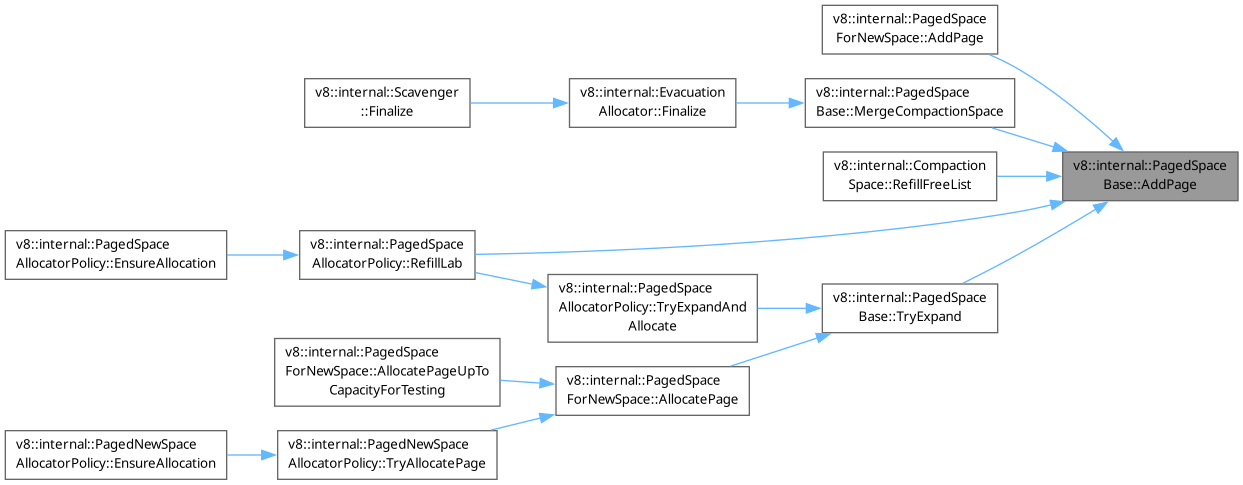 v8::internal::PagedSpace
ForNewSpace::AddPage
v8::internal::Scavenger
::Finalize
v8::internal::Evacuation
Allocator::Finalize
v8::internal::PagedSpace
Base::MergeCompactionSpace
v8::internal::Compaction
Space::RefillFreeList
v8::internal::PagedSpace
Base::AddPage
v8::internal::PagedSpace
AllocatorPolicy::EnsureAllocation
v8::internal::PagedSpace
AllocatorPolicy::RefillLab
v8::internal::PagedSpace
AllocatorPolicy::TryExpandAnd
Allocate
v8::internal::PagedSpace
Base::TryExpand
v8::internal::PagedSpace
ForNewSpace::AllocatePageUpTo
CapacityForTesting
v8::internal::PagedSpace
ForNewSpace::AllocatePage
v8::internal::PagedNewSpace
AllocatorPolicy::EnsureAllocation
v8::internal::PagedNewSpace
AllocatorPolicy::TryAllocatePage